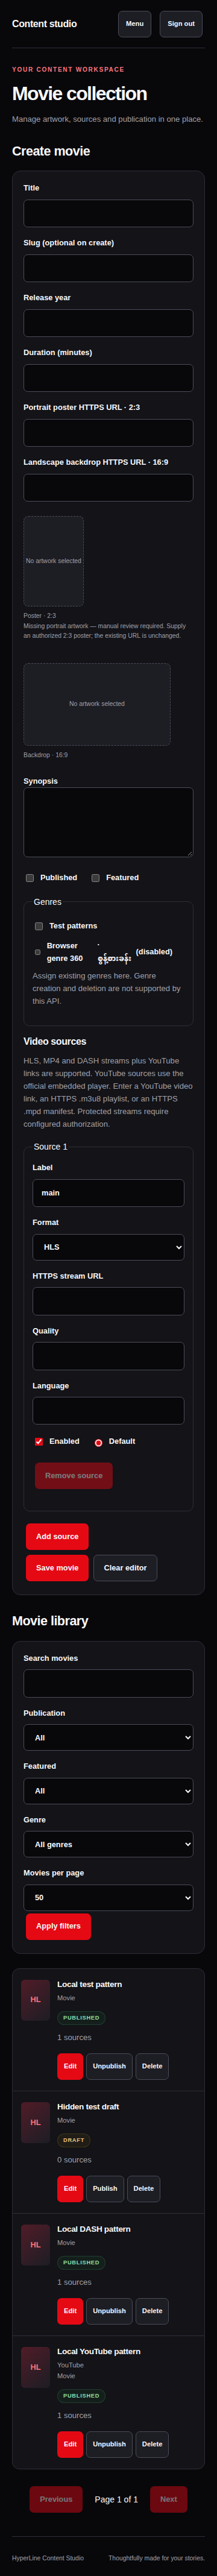 Content studio
Menu
Sign out
YOUR CONTENT WORKSPACE
Movie collection
Manage artwork, sources and publication in one place.
Create movie
Title
Slug (optional on create)
Release year
Duration (minutes)
Portrait poster HTTPS URL · 2:3
Landscape backdrop HTTPS URL · 16:9
No artwork selected
Poster · 2:3
Missing portrait artwork — manual review required. Supply
an authorized 2:3 poster; the existing URL is unchanged.
No artwork selected
Backdrop · 16:9
Synopsis
Published
Featured
Genres
Test patterns
Browser
genre 360
·
(disabled)
Assign existing genres here. Genre
creation and deletion are not supported by
this API.
Video sources
HLS, MP4 and DASH streams plus YouTube
links are supported. YouTube sources use the
official embedded player. Enter a YouTube video
link, an HTTPS .m3u8 playlist, or an HTTPS
.mpd manifest. Protected streams require
configured authorization.
Source 1
Label
main
Format
HLS
HTTPS stream URL
Quality
Language
Enabled
Default
Remove source
Add source
Save movie
Clear editor
Movie library
Search movies
Publication
All
Featured
All
Genre
All genres
Movies per page
50
Apply filters
HL
Local test pattern
Movie
PUBLISHED
1 sources
Edit
Unpublish
Delete
HL
Hidden test draft
Movie
DRAFT
0 sources
Edit
Publish
Delete
HL
Local DASH pattern
Movie
PUBLISHED
1 sources
Edit
Unpublish
Delete
HL
Local YouTube pattern
YouTube
Movie
PUBLISHED
1 sources
Edit
Unpublish
Delete
Previous
Page 1 of 1
Next
HyperLine Content Studio
Thoughtfully made for your stories.